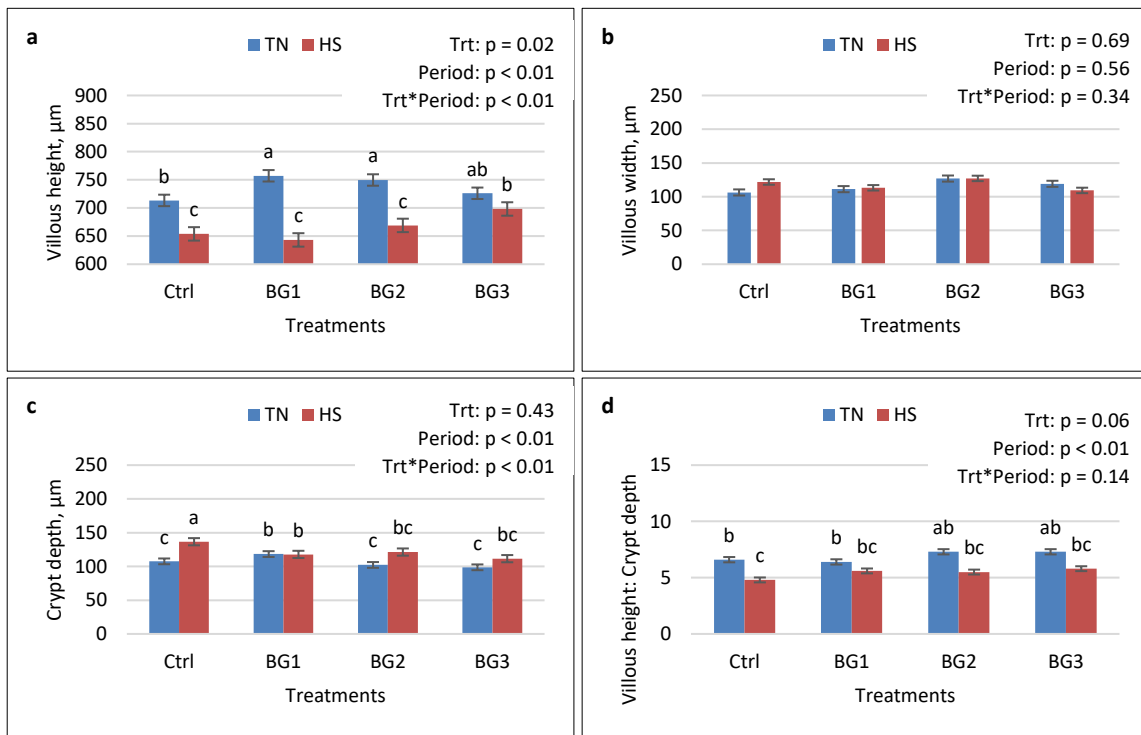 a
TN HS
Trt: p = 0.02
Period: p < 0.01
Trt*Period: p < 0.01
Villous height, µm
900
850
800
750
700
650
600
b
c
a
c
a
c
ab
b
Ctrl BG1 BG2 BG3
Treatments
b
TN HS
Trt: p = 0.69
Period: p = 0.56
Trt*Period: p = 0.34
Villous width, µm
250
200
150
100
50
0
Ctrl BG1 BG2 BG3
Treatments
c
TN HS
Trt: p = 0.43
Period: p < 0.01
Trt*Period: p < 0.01
Crypt depth, µm
250
200
150
100
50
0
c
a
b
b
c
bc
c
bc
Ctrl BG1 BG2 BG3
Treatments
d
TN HS
Trt: p = 0.06
Period: p < 0.01
Trt*Period: p = 0.14
Villous height: Crypt depth
15
10
5
0
b
c
b
bc
ab
bc
ab
bc
Ctrl BG1 BG2 BG3
Treatments